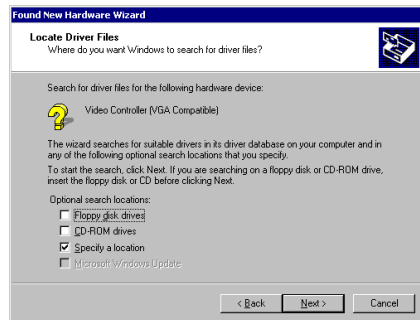 Found New Hardware Wizard
Locate Driver Files
Where do you want Windows to search for driver files?
Search for driver files for the following hardware device:
Video Controller (VGA Compatible)
The wizard searches for suitable drivers in its driver database on your computer and in
any of the following optional search locations that you specify.
To start the search, click Next. If you are searching on a floppy disk or CD-ROM drive,
insert the floppy disk or CD before clicking Next.
Optional search locations:
Floppy disk drives
CD-ROM drives
Specify a location
Microsoft Windows Update
< Back Next > Cancel